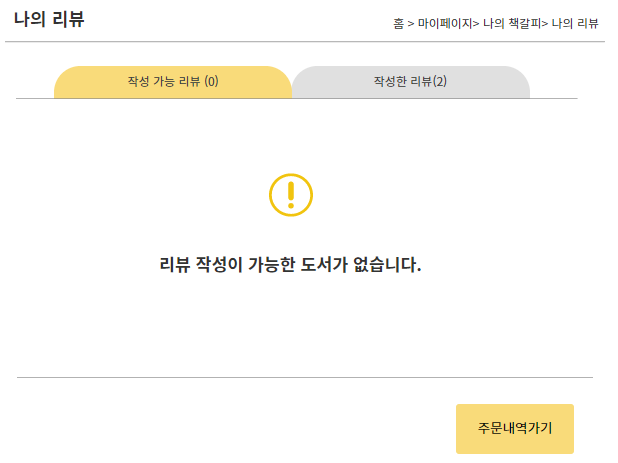 나의 리뷰
홈 > 마이페이지> 나의 책갈피> 나의 리뷰
작성 가능 리뷰 (0)
작성한 리뷰(2)
리뷰 작성이 가능한 도서가 없습니다.
주문내역가기